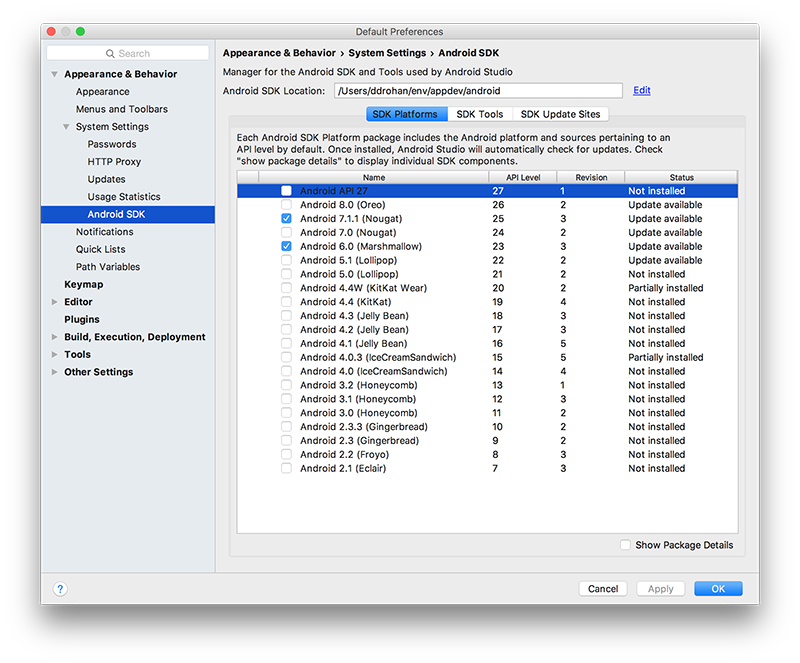 Default Preferences
Search
Appearance & Behavior
Appearance
Menus and Toolbars
System Settings
Passwords
HTTP Proxy
Updates
Usage Statistics
Android SDK
Notifications
Quick Lists
Path Variables
Keymap
Editor
Plugins
Build, Execution, Deployment
Tools
Other Settings
Appearance & Behavior › System Settings › Android SDK
Manager for the Android SDK and Tools used by Android Studio
Android SDK Location: /Users/ddrohan/env/appdev/android Edit
SDK Platforms SDK Tools SDK Update Sites
Each Android SDK Platform package includes the Android platform and sources pertaining to an
API level by default. Once installed, Android Studio will automatically check for updates. Check
"show package details" to display individual SDK components.
Name API Level Revision Status
Android API 27 27 1 Not installed
Android 8.0 (Oreo) 26 2 Update available
Android 7.1.1 (Nougat) 25 3 Update available
Android 7.0 (Nougat) 24 2 Update available
Android 6.0 (Marshmallow) 23 3 Update available
Android 5.1 (Lollipop) 22 2 Update available
Android 5.0 (Lollipop) 21 2 Not installed
Android 4.4W (KitKat Wear) 20 2 Partially installed
Android 4.4 (KitKat) 19 4 Not installed
Android 4.3 (Jelly Bean) 18 3 Not installed
Android 4.2 (Jelly Bean) 17 3 Not installed
Android 4.1 (Jelly Bean) 16 5 Not installed
Android 4.0.3 (IceCreamSandwich) 15 5 Partially installed
Android 4.0 (IceCreamSandwich) 14 4 Not installed
Android 3.2 (Honeycomb) 13 1 Not installed
Android 3.1 (Honeycomb) 12 3 Not installed
Android 3.0 (Honeycomb) 11 2 Not installed
Android 2.3.3 (Gingerbread) 10 2 Not installed
Android 2.3 (Gingerbread) 9 2 Not installed
Android 2.2 (Froyo) 8 3 Not installed
Android 2.1 (Eclair) 7 3 Not installed
Show Package Details
? Cancel Apply OK